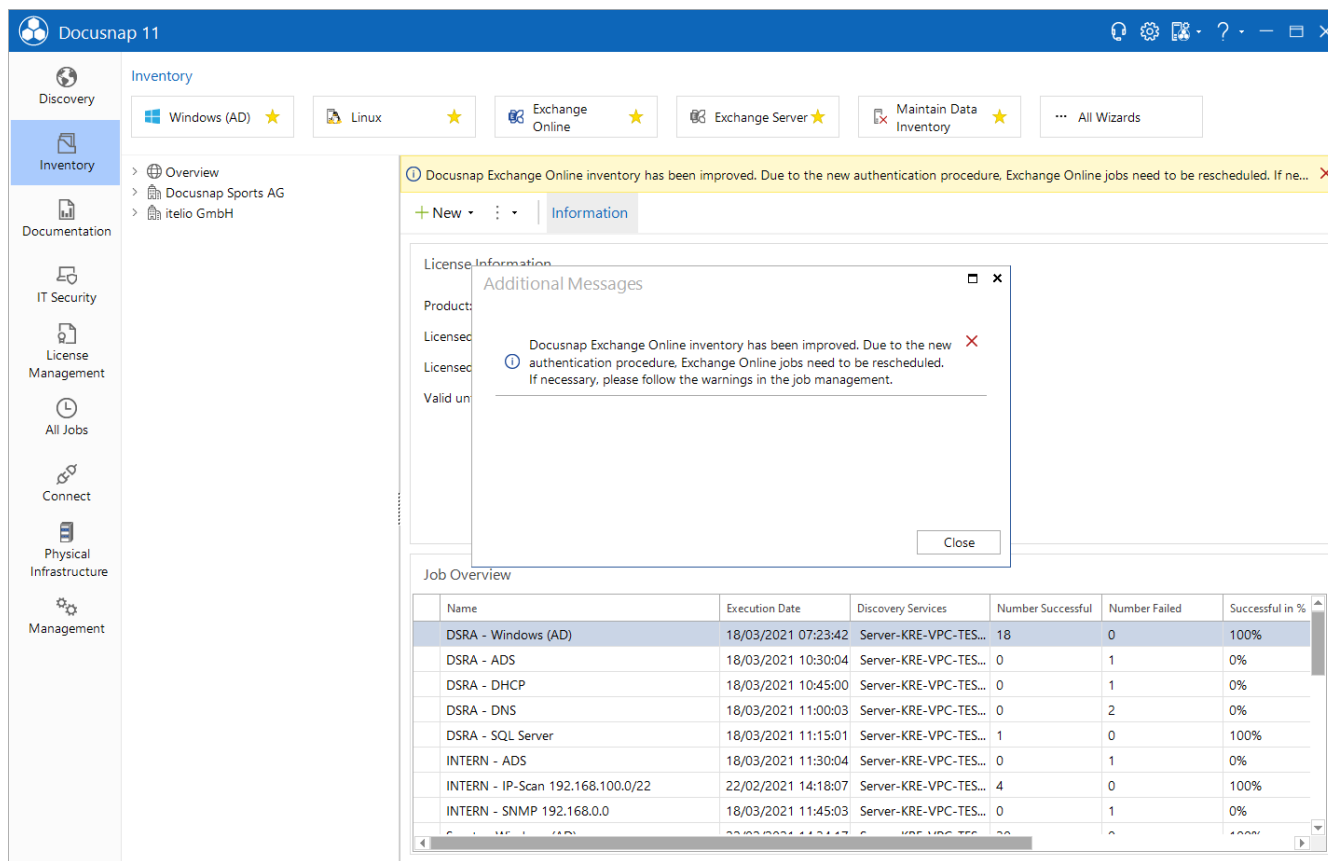 Docusnap 11
Discovery
Inventory
Documentation
IT Security
License
Management
All Jobs
Connect
Physical
Infrastructure
Management
Inventory
Windows (AD)
Linux
Exchange
Online
Exchange Server
Maintain Data
Inventory
All Wizards
Overview
Docusnap Sports AG
itelio GmbH
Docusnap Exchange Online inventory has been improved. Due to the new authentication procedure, Exchange Online jobs need to be rescheduled. If ne...
New
Information
License Information
Product:
Licensed
Licensed
Valid un
Additional Messages
Docusnap Exchange Online inventory has been improved. Due to the new
authentication procedure, Exchange Online jobs need to be rescheduled.
If necessary, please follow the warnings in the job management.
Close
Job Overview
Name Execution Date Discovery Services Number Successful Number Failed Successful in %
DSRA - Windows (AD) 18/03/2021 07:23:42 Server-KRE-VPC-TES... 18 0 100%
DSRA - ADS 18/03/2021 10:30:04 Server-KRE-VPC-TES... 0 1 0%
DSRA - DHCP 18/03/2021 10:45:00 Server-KRE-VPC-TES... 0 1 0%
DSRA - DNS 18/03/2021 11:00:03 Server-KRE-VPC-TES... 0 2 0%
DSRA - SQL Server 18/03/2021 11:15:01 Server-KRE-VPC-TES... 1 0 100%
INTERN - ADS 18/03/2021 11:30:04 Server-KRE-VPC-TES... 0 1 0%
INTERN - IP-Scan 192.168.100.0/22 22/02/2021 14:18:07 Server-KRE-VPC-TES... 4 0 100%
INTERN - SNMP 192.168.0.0 18/03/2021 11:45:03 Server-KRE-VPC-TES... 0 1 0%